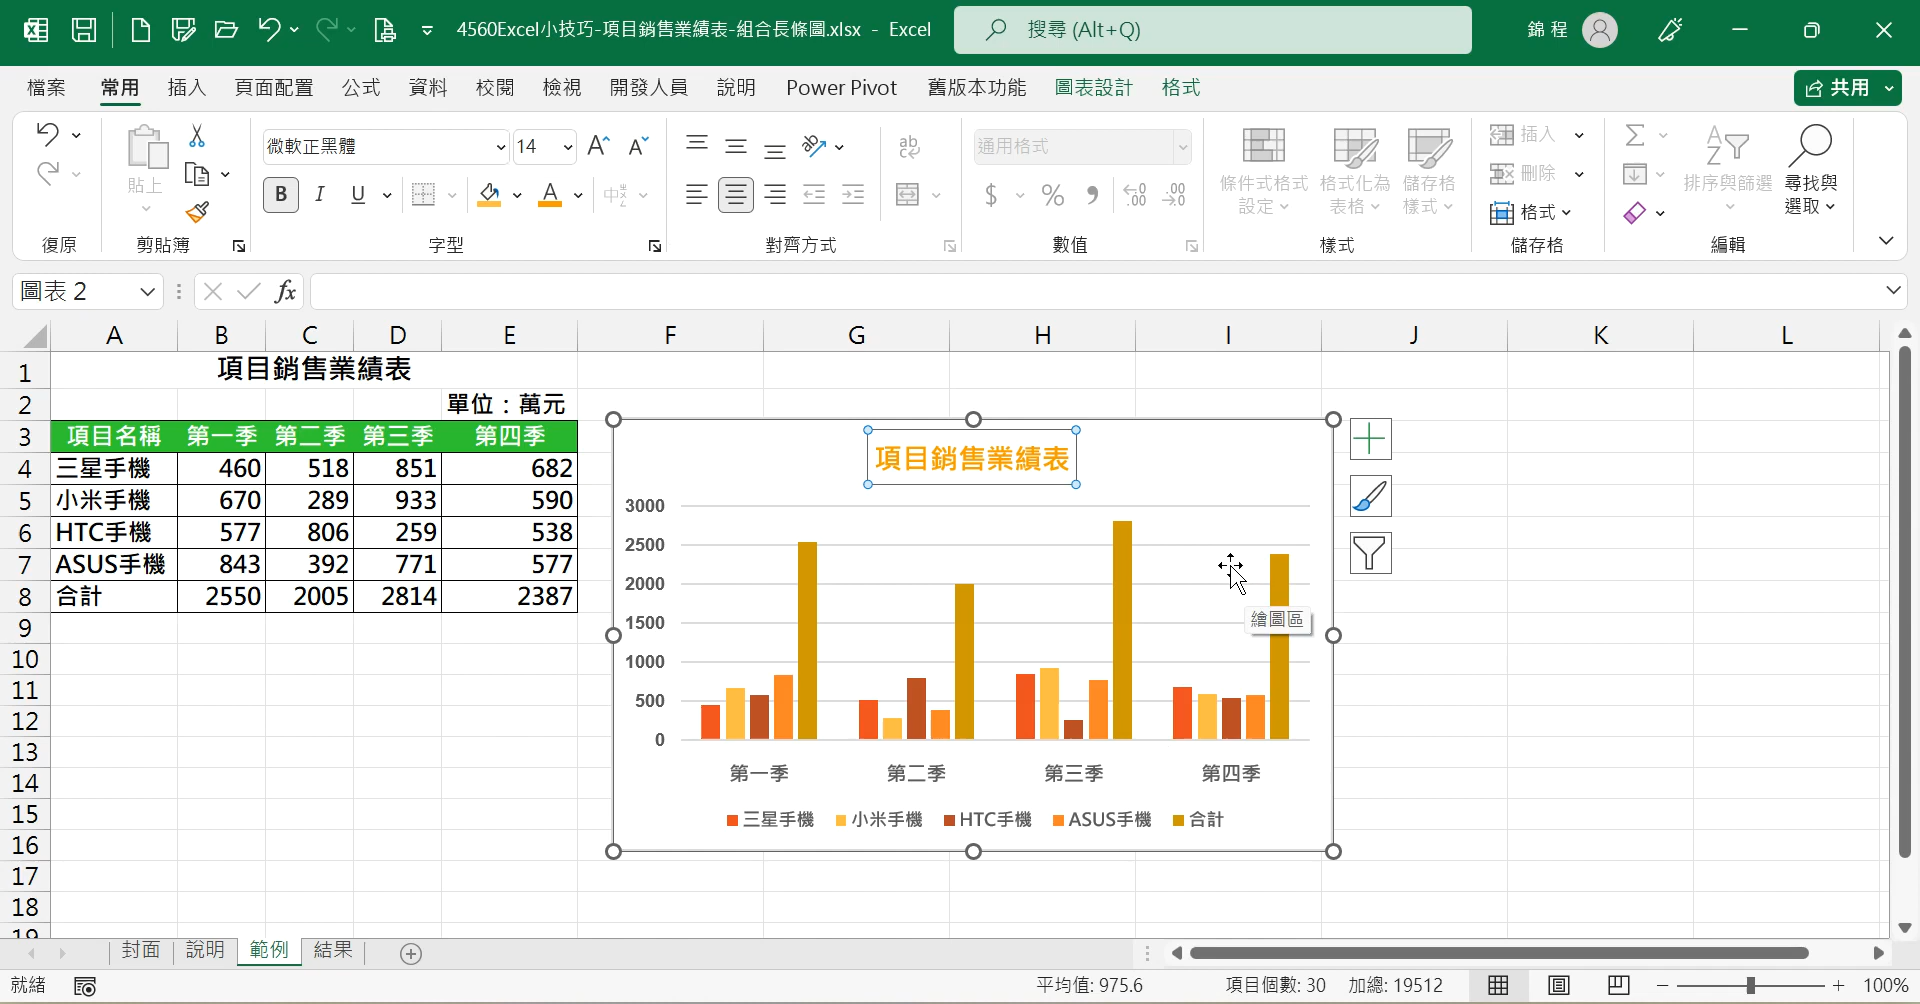 4560Excel小技巧-項目銷售業績表-組合長條圖.xlsx - Excel
搜尋 (Alt+Q)
錦 程
檔案 常用 插入 頁面配置 公式 資料 校閱 檢視 開發人員 說明 Power Pivot 舊版本功能 圖表設計 格式
共用
微軟正黑體 14
通用格式
貼上
B I U
$ % 9
條件式格式設定 格式化為表格 儲存格樣式
插入
刪除
格式
排序與篩選 尋找與選取
復原 剪貼簿 字型 對齊方式 數值 樣式 儲存格 編輯
圖表 2
fx
A B C D E F G H I J K L
1 項目銷售業績表
2 單位：萬元
3 項目名稱 第一季 第二季 第三季 第四季
4 三星手機 460 518 851 682
5 小米手機 670 289 933 590
6 HTC手機 577 806 259 538
7 ASUS手機 843 392 771 577
8 合計 2550 2005 2814 2387
9
10
11
12
13
14
15
16
17
18
19
項目銷售業績表
3000
2500
2000
1500
1000
500
0
繪圖區
第一季 第二季 第三季 第四季
三星手機 小米手機 HTC手機 ASUS手機 合計
封面 說明 範例 結果
就緒
平均值: 975.6 項目個數: 30 加總: 19512
100%